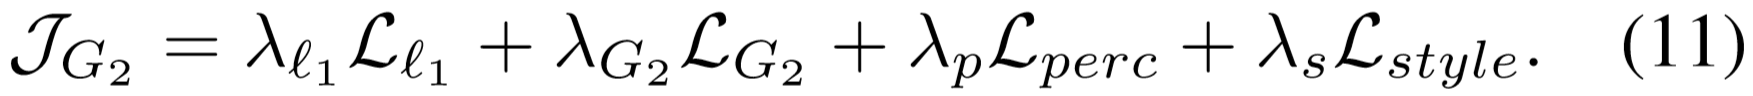 𝒥_{G_2} = λ_{ℓ_1}ℒ_{ℓ_1} + λ_{G_2}ℒ_{G_2} + λ_pℒ_{perc} + λ_sℒ_{style}. (11)